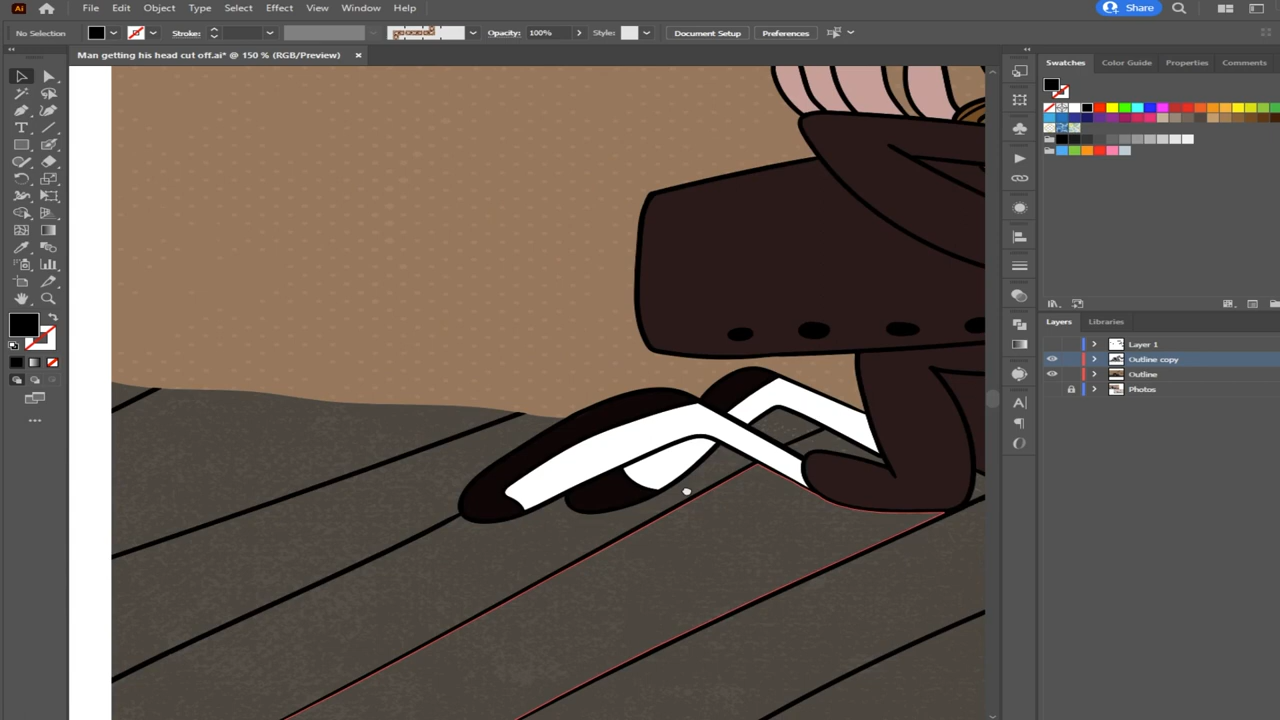 Ai File Edit Object Type Select Effect View Window Help Share
No Selection Stroke: Opacity: 100% Style: Document Setup Preferences
Man getting his head cut off.ai* @ 150 % (RGB/Preview) ×
Swatches Color Guide Properties Comments
Layers Libraries
Layer 1
Outline copy
Outline
Photos